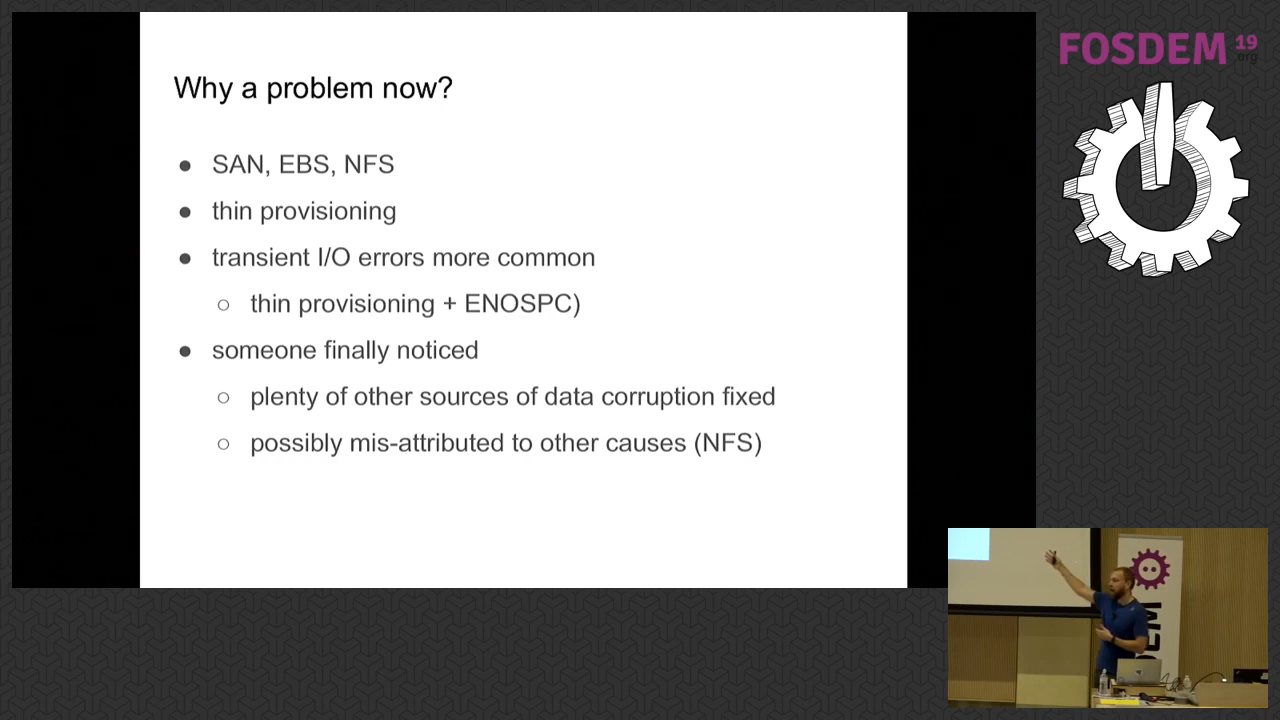 Why a problem now?
● SAN, EBS, NFS
● thin provisioning
● transient I/O errors more common
○ thin provisioning + ENOSPC)
● someone finally noticed
○ plenty of other sources of data corruption fixed
○ possibly mis-attributed to other causes (NFS)
FOSDEM 19
.org